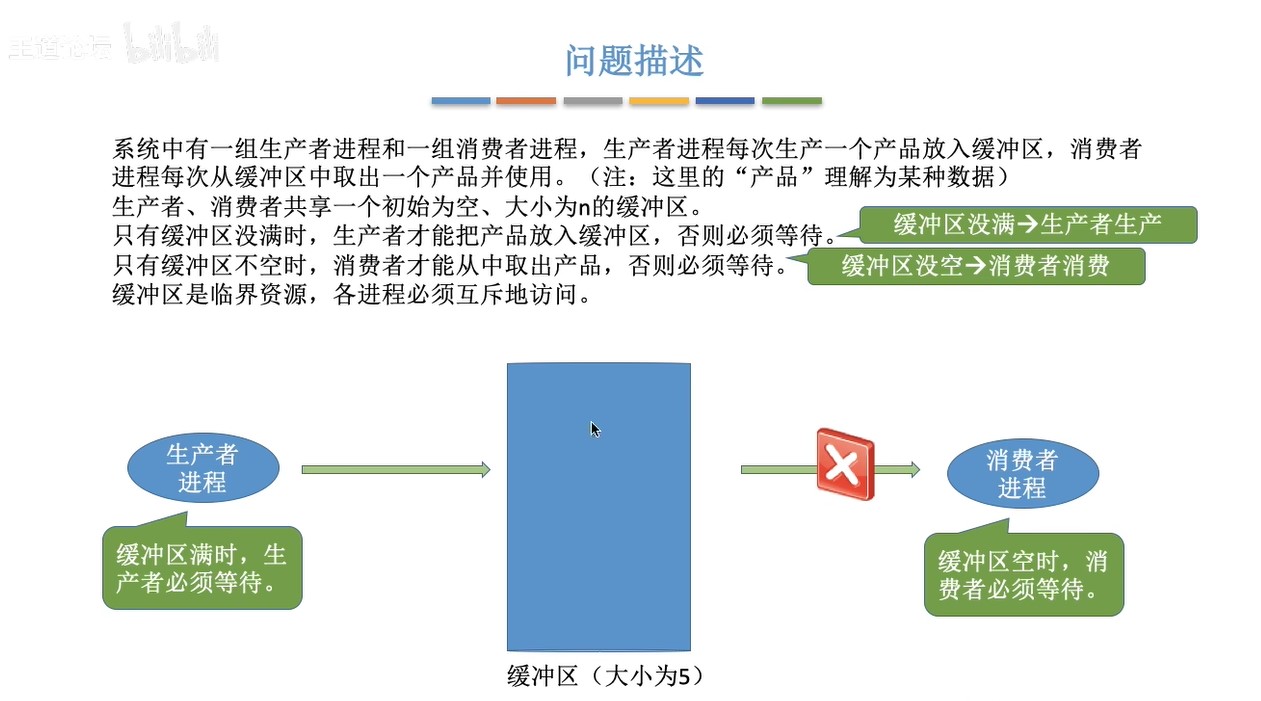 王道论坛 bilibili
问题描述
系统中有一组生产者进程和一组消费者进程，生产者进程每次生产一个产品放入缓冲区，消费者
进程每次从缓冲区中取出一个产品并使用。（注：这里的“产品”理解为某种数据）
生产者、消费者共享一个初始为空、大小为n的缓冲区。
只有缓冲区没满时，生产者才能把产品放入缓冲区，否则必须等待。
缓冲区没满→生产者生产
只有缓冲区不空时，消费者才能从中取出产品，否则必须等待。
缓冲区没空→消费者消费
缓冲区是临界资源，各进程必须互斥地访问。
生产者
进程
消费者
进程
缓冲区满时，生
产者必须等待。
缓冲区空时，消
费者必须等待。
缓冲区（大小为5）